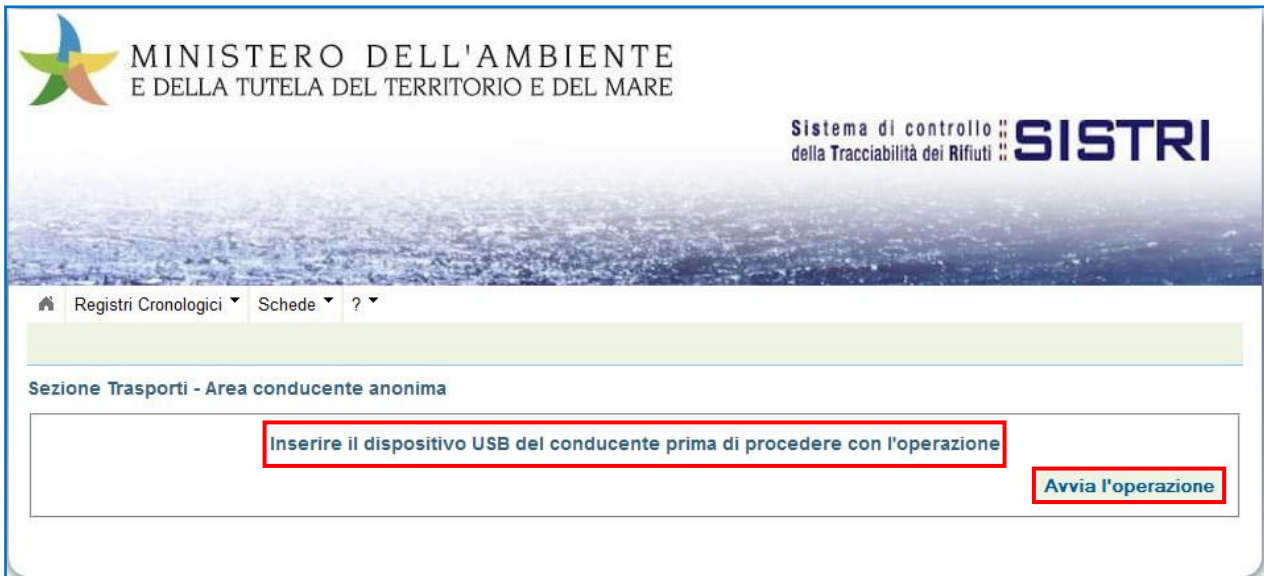 MINISTERO DELL'AMBIENTE
E DELLA TUTELA DEL TERRITORIO E DEL MARE
Sistema di controllo
della Tracciabilità dei Rifiuti
SISTRI
Registri Cronologici Schede ?
Sezione Trasporti - Area conducente anonima
Inserire il dispositivo USB del conducente prima di procedere con l'operazione
Avvia l'operazione